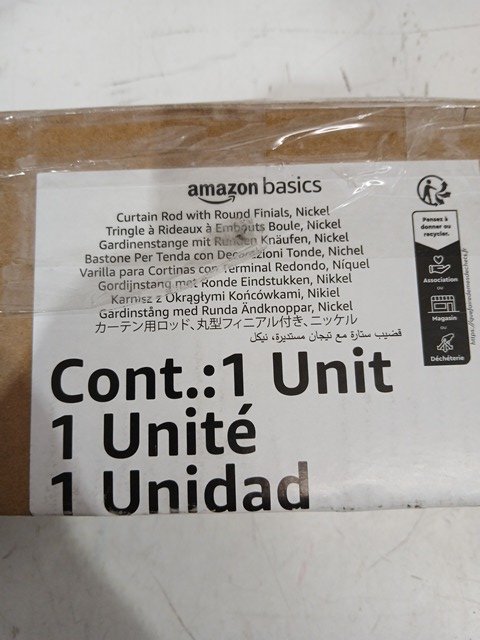 amazon basics
Curtain Rod with Round Finials, Nickel
Tringle à Rideaux à Embouts Boule, Nickel
Gardinenstange mit Runden Knäufen, Nickel
Bastone Per Tenda con Decorazioni Tonde, Nichel
Varilla para Cortinas con Terminal Redondo, Níquel
Gordijnstang met Ronde Eindstukken, Nikkel
Karnisz z Okrągłymi Końcówkami, Nikiel
Gardinstång med Runda Ändknoppar, Nickel
カーテン用ロッド、丸型フィニアル付き、ニッケル
قضيب ستارة مع تيجان مستديرة، نيكل
Cont.:1 Unit
1 Unité
1 Unidad
Pensez à
donner ou
recycler.
Association
ou
Magasin
ou
Déchèterie